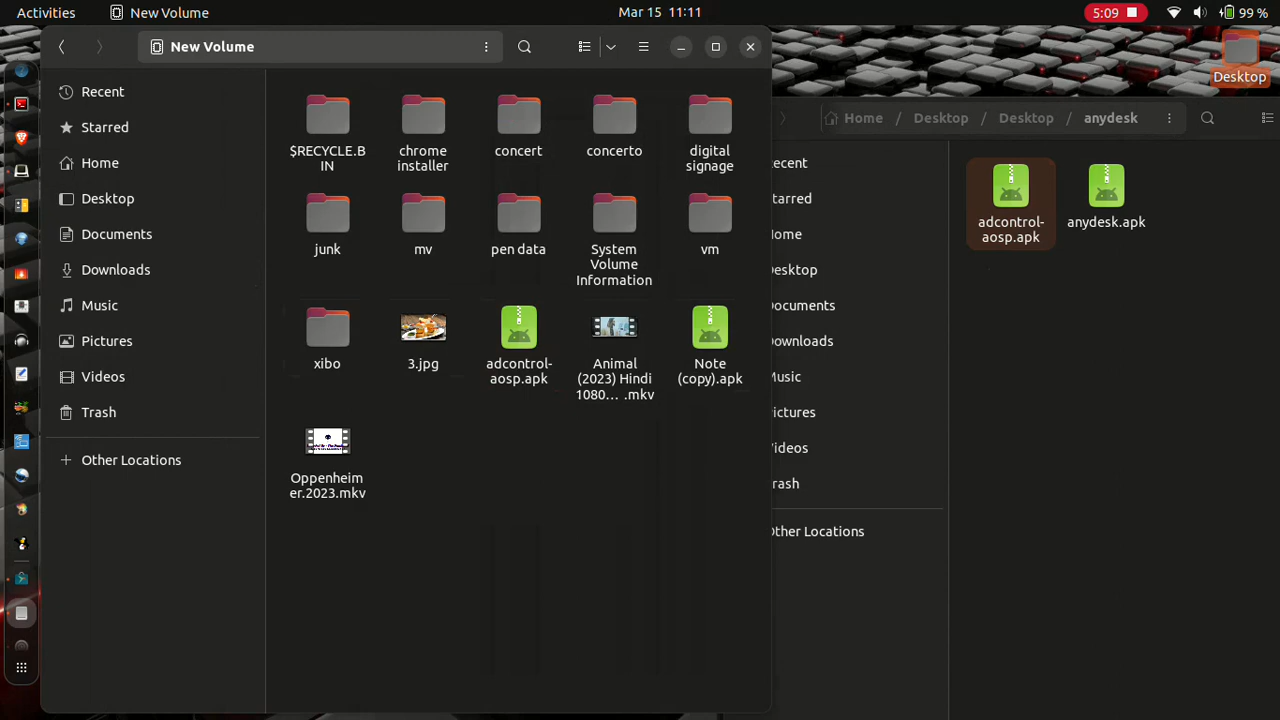 Activities
New Volume
Mar 15 11:11
5:09
99 %
New Volume
Recent
Starred
Home
Desktop
Documents
Downloads
Music
Pictures
Videos
Trash
Other Locations
$RECYCLE.B
IN
chrome
installer
concert
concerto
digital
signage
junk
mv
pen data
System
Volume
Information
vm
xibo
3.jpg
adcontrol-
aosp.apk
Animal
(2023) Hindi
1080... .mkv
Note
(copy).apk
Oppenheim
er.2023.mkv
Desktop
Home / Desktop / Desktop / anydesk
ecent
tarred
ome
esktop
ocuments
ownloads
Music
ictures
ideos
rash
Other Locations
adcontrol-
aosp.apk
anydesk.apk